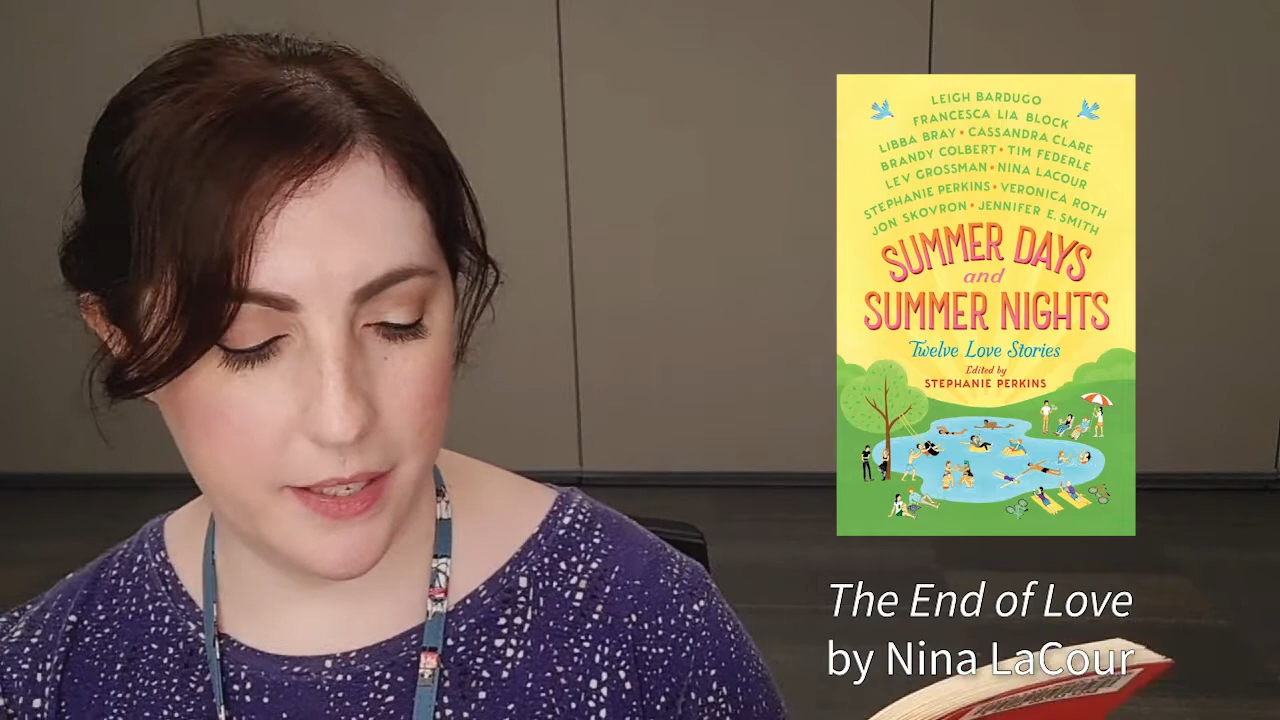 LEIGH BARDUGO
FRANCESCA LIA BLOCK
LIBBA BRAY • CASSANDRA CLARE
BRANDY COLBERT • TIM FEDERLE
LEV GROSSMAN • NINA LACOUR
STEPHANIE PERKINS • VERONICA ROTH
JON SKOVRON • JENNIFER E. SMITH
SUMMER DAYS
and
SUMMER NIGHTS
Twelve Love Stories
Edited by
STEPHANIE PERKINS
The End of Love
by Nina LaCour